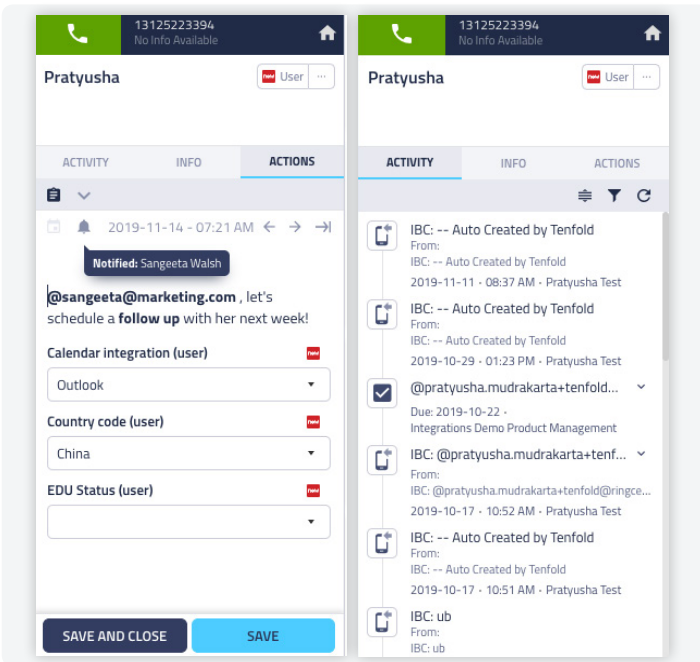 13125223394
No Info Available
Pratyusha
new User ...
ACTIVITY INFO ACTIONS
2019-11-14 - 07:21 AM
Notified: Sangeeta Walsh
@sangeeta@marketing.com , let's
schedule a follow up with her next week!
Calendar integration (user) new
Outlook
Country code (user) new
China
EDU Status (user) new
SAVE AND CLOSE SAVE
13125223394
No Info Available
Pratyusha
new User ...
ACTIVITY INFO ACTIONS
IBC: -- Auto Created by Tenfold
From:
IBC: -- Auto Created by Tenfold
2019-11-11 - 08:37 AM - Pratyusha Test
IBC: -- Auto Created by Tenfold
From:
IBC: -- Auto Created by Tenfold
2019-10-29 - 01:23 PM - Pratyusha Test
@pratyusha.mudrakarta+tenfold...
Due: 2019-10-22 -
Integrations Demo Product Management
IBC: @pratyusha.mudrakarta+tenf...
From:
IBC: @pratyusha.mudrakarta+tenfold@ringce...
2019-10-17 - 10:52 AM - Pratyusha Test
IBC: -- Auto Created by Tenfold
From:
IBC: -- Auto Created by Tenfold
2019-10-17 - 10:51 AM - Pratyusha Test
IBC: ub
From:
IBC: ub